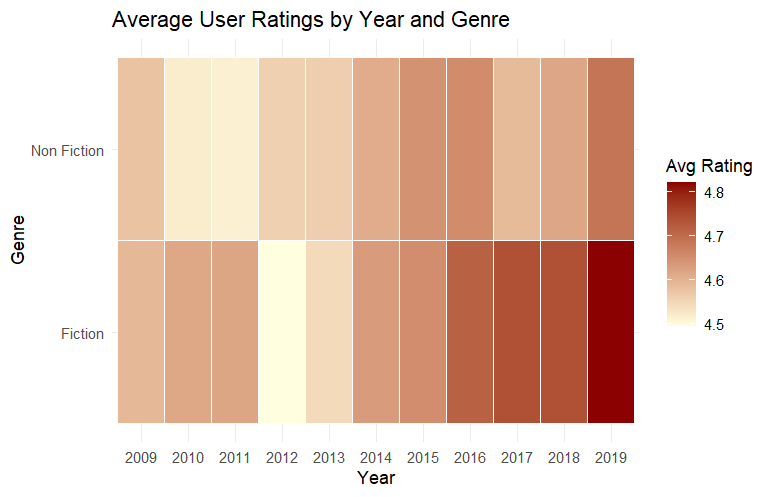 Average User Ratings by Year and Genre
Non Fiction
Fiction
Genre
2009 2010 2011 2012 2013 2014 2015 2016 2017 2018 2019
Year
Avg Rating
4.8
4.7
4.6
4.5